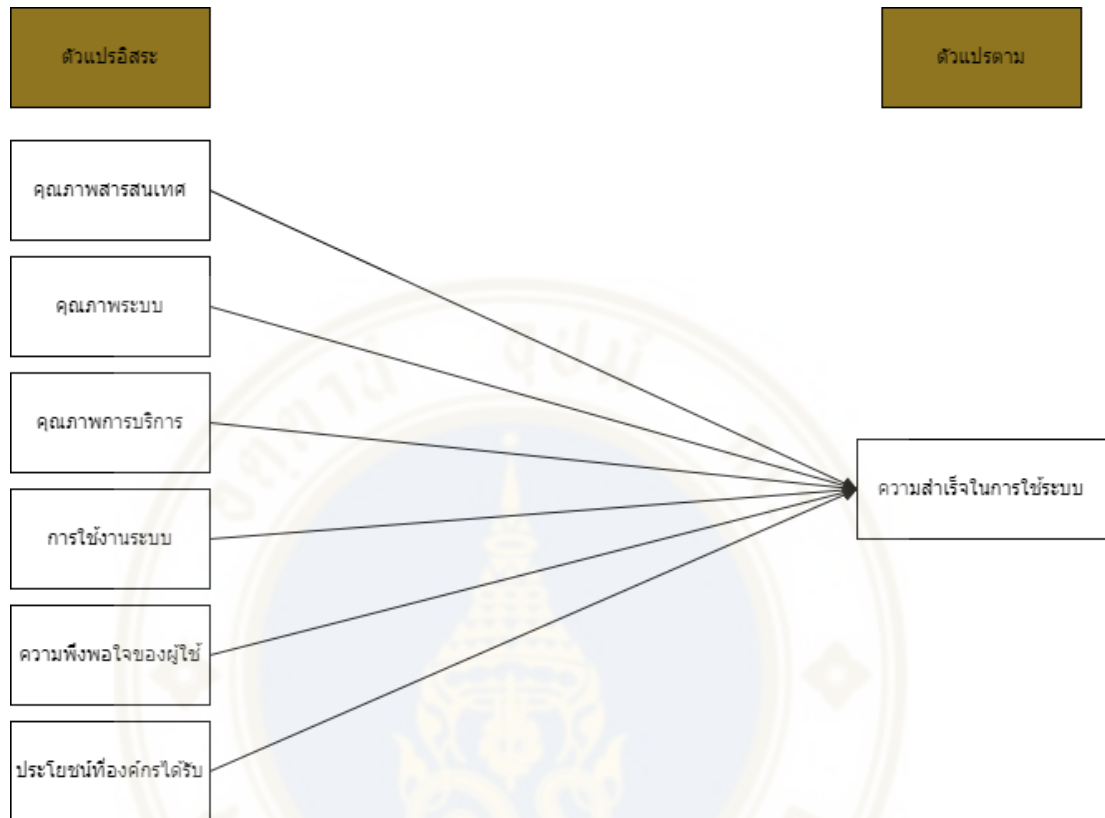 ตัวแปรอิสระ
ตัวแปรตาม
คุณภาพสารสนเทศ
คุณภาพระบบ
คุณภาพการบริการ
การใช้งานระบบ
ความพึงพอใจของผู้ใช้
ประโยชน์ที่องค์กรได้รับ
ความสำเร็จในการใช้ระบบ